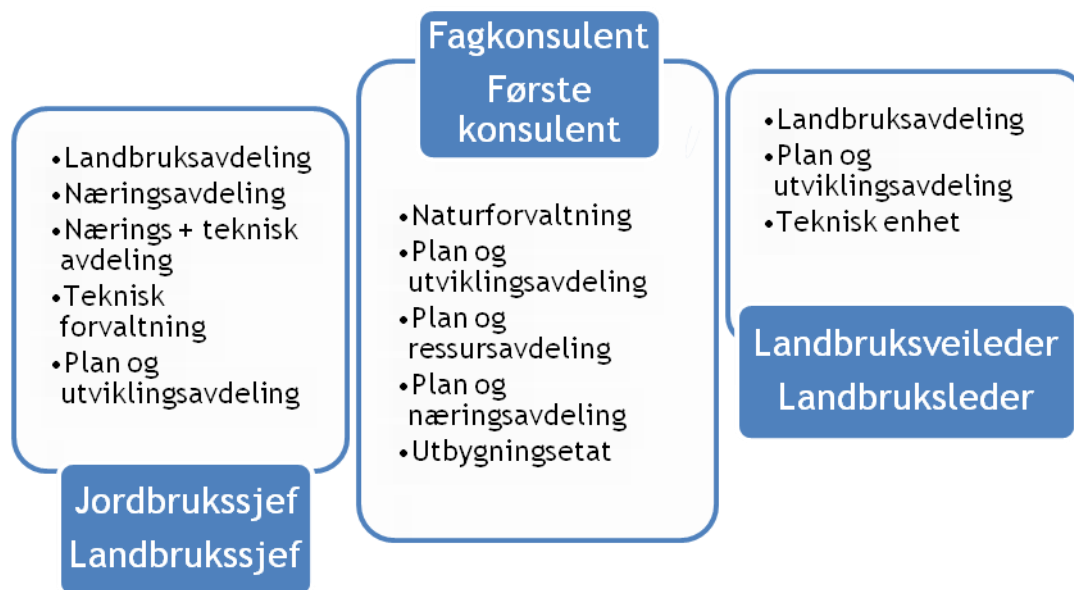 •Landbruksavdeling
•Næringsavdeling
•Nærings + teknisk
avdeling
•Teknisk
forvaltning
•Plan og
utviklingsavdeling
Jordbrukssjef
Landbrukssjef
Fagkonsulent
Første
konsulent
•Naturforvaltning
•Plan og
utviklingsavdeling
•Plan og
ressursavdeling
•Plan og
næringsavdeling
•Utbygningsetat
•Landbruksavdeling
•Plan og
utviklingsavdeling
•Teknisk enhet
Landbruksveileder
Landbruksleder